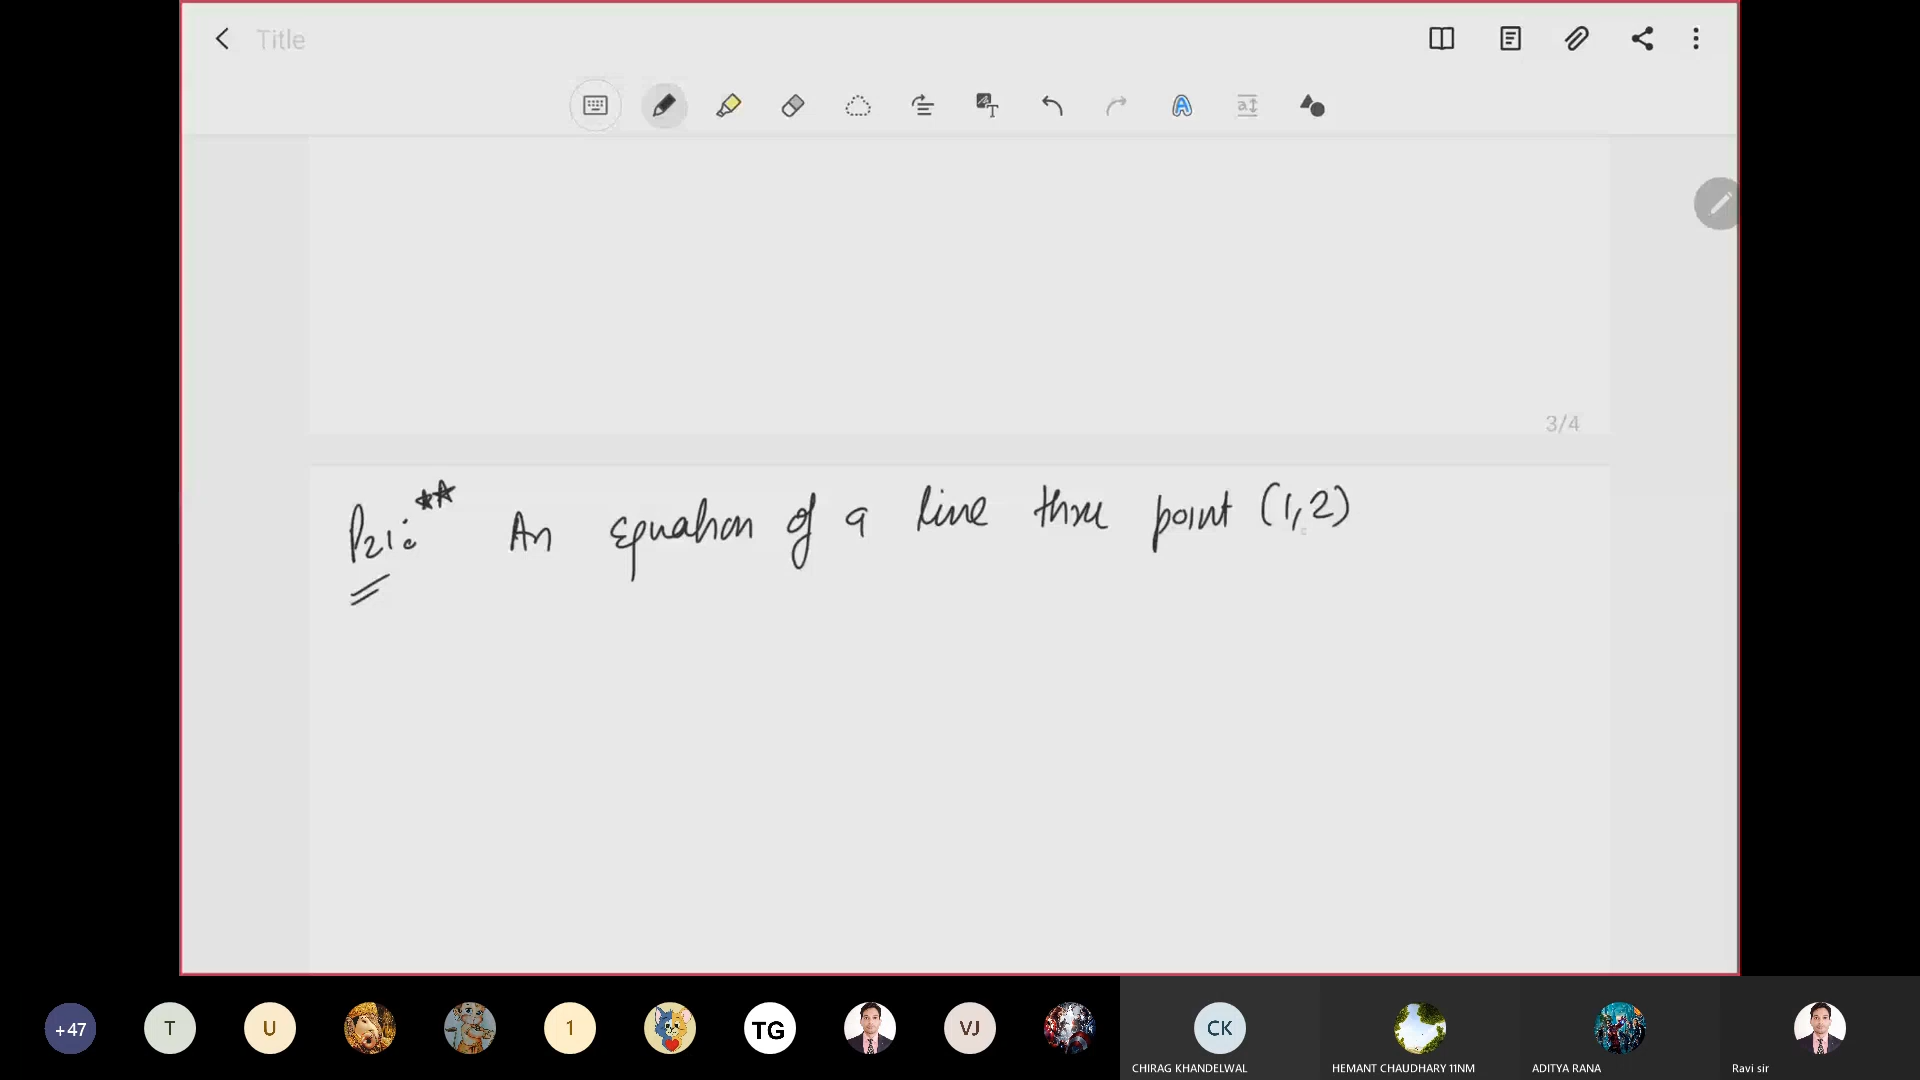 Title
3/4
P21: ** An equation of a line thru point (1,2)
+47 T U 1 TG VJ CK
CHIRAG KHANDELWAL HEMANT CHAUDHARY 11NM ADITYA RANA Ravi sir